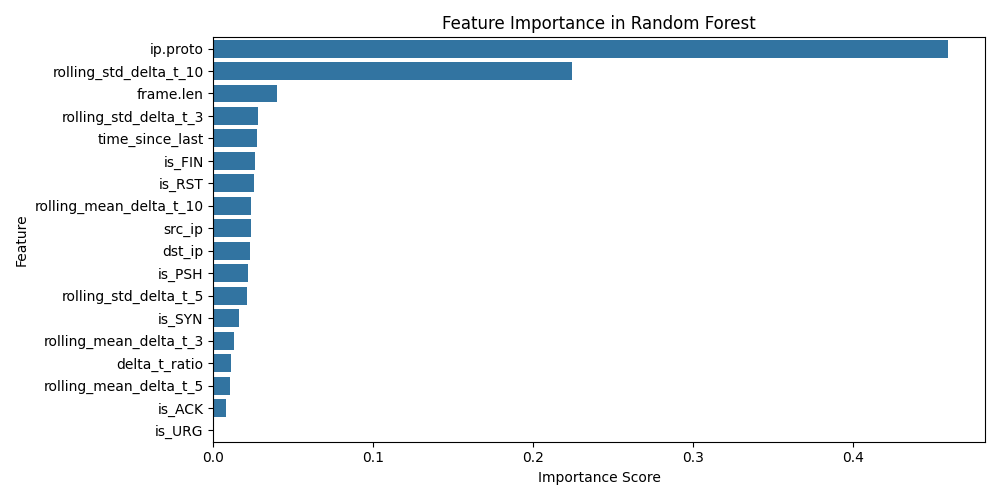 Feature Importance in Random Forest
ip.proto
rolling_std_delta_t_10
frame.len
rolling_std_delta_t_3
time_since_last
is_FIN
is_RST
rolling_mean_delta_t_10
src_ip
dst_ip
is_PSH
rolling_std_delta_t_5
is_SYN
rolling_mean_delta_t_3
delta_t_ratio
rolling_mean_delta_t_5
is_ACK
is_URG
Feature
0.0 0.1 0.2 0.3 0.4
Importance Score